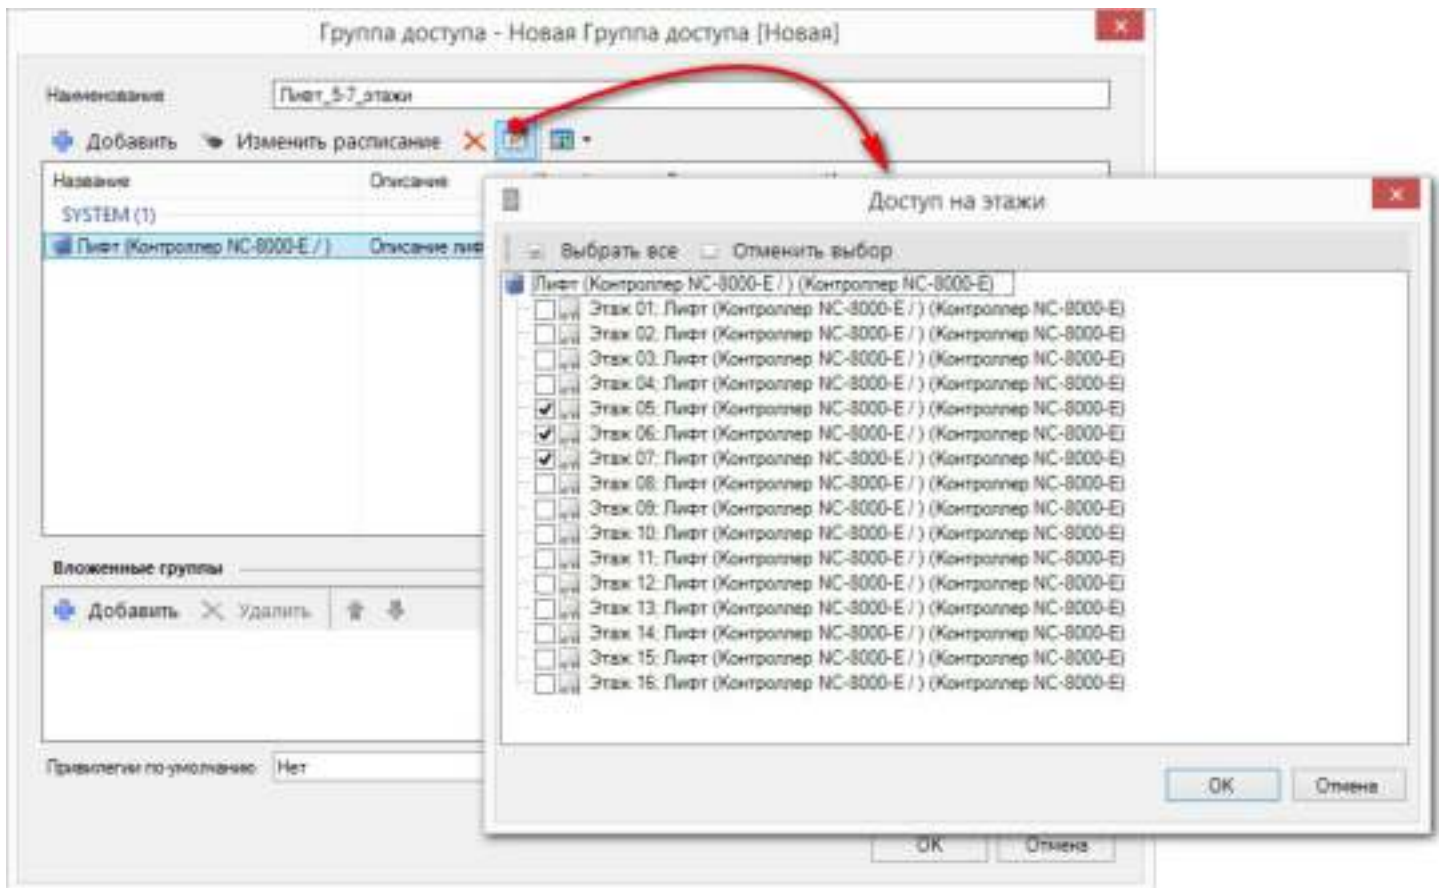 Группа доступа - Новая Группа доступа [Новая]
Наименование Лифт_5-7_этажи
Добавить Изменить расписание
Название Описание
SYSTEM (1)
Лифт (Контроллер NC-8000-E / ) Описание
Доступ на этажи
Выбрать все Отменить выбор
Лифт (Контроллер NC-8000-E / ) (Контроллер NC-8000-E)
Этаж 01; Лифт (Контроллер NC-8000-E / ) (Контроллер NC-8000-E)
Этаж 02; Лифт (Контроллер NC-8000-E / ) (Контроллер NC-8000-E)
Этаж 03; Лифт (Контроллер NC-8000-E / ) (Контроллер NC-8000-E)
Этаж 04; Лифт (Контроллер NC-8000-E / ) (Контроллер NC-8000-E)
Этаж 05; Лифт (Контроллер NC-8000-E / ) (Контроллер NC-8000-E)
Этаж 06; Лифт (Контроллер NC-8000-E / ) (Контроллер NC-8000-E)
Этаж 07; Лифт (Контроллер NC-8000-E / ) (Контроллер NC-8000-E)
Этаж 08; Лифт (Контроллер NC-8000-E / ) (Контроллер NC-8000-E)
Этаж 09; Лифт (Контроллер NC-8000-E / ) (Контроллер NC-8000-E)
Этаж 10; Лифт (Контроллер NC-8000-E / ) (Контроллер NC-8000-E)
Этаж 11; Лифт (Контроллер NC-8000-E / ) (Контроллер NC-8000-E)
Этаж 12; Лифт (Контроллер NC-8000-E / ) (Контроллер NC-8000-E)
Этаж 13; Лифт (Контроллер NC-8000-E / ) (Контроллер NC-8000-E)
Этаж 14; Лифт (Контроллер NC-8000-E / ) (Контроллер NC-8000-E)
Этаж 15; Лифт (Контроллер NC-8000-E / ) (Контроллер NC-8000-E)
Этаж 16; Лифт (Контроллер NC-8000-E / ) (Контроллер NC-8000-E)
OK Отмена
Вложенные группы
Добавить Удалить
Привилегии по-умолчанию Нет
OK Отмена